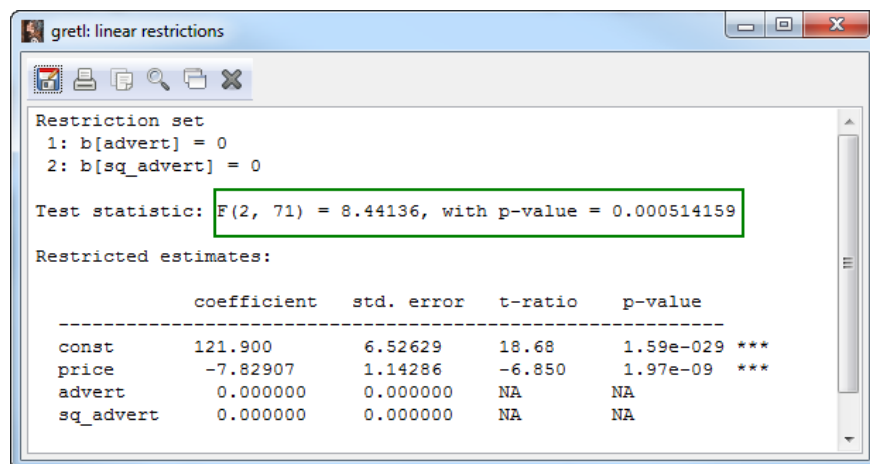 gretl: linear restrictions
Restriction set
1: b[advert] = 0
2: b[sq_advert] = 0
Test statistic: F(2, 71) = 8.44136, with p-value = 0.000514159
Restricted estimates:
coefficient std. error t-ratio p-value
------------------------------------------------------------
const 121.900 6.52629 18.68 1.59e-029 ***
price -7.82907 1.14286 -6.850 1.97e-09 ***
advert 0.000000 0.000000 NA NA
sq_advert 0.000000 0.000000 NA NA